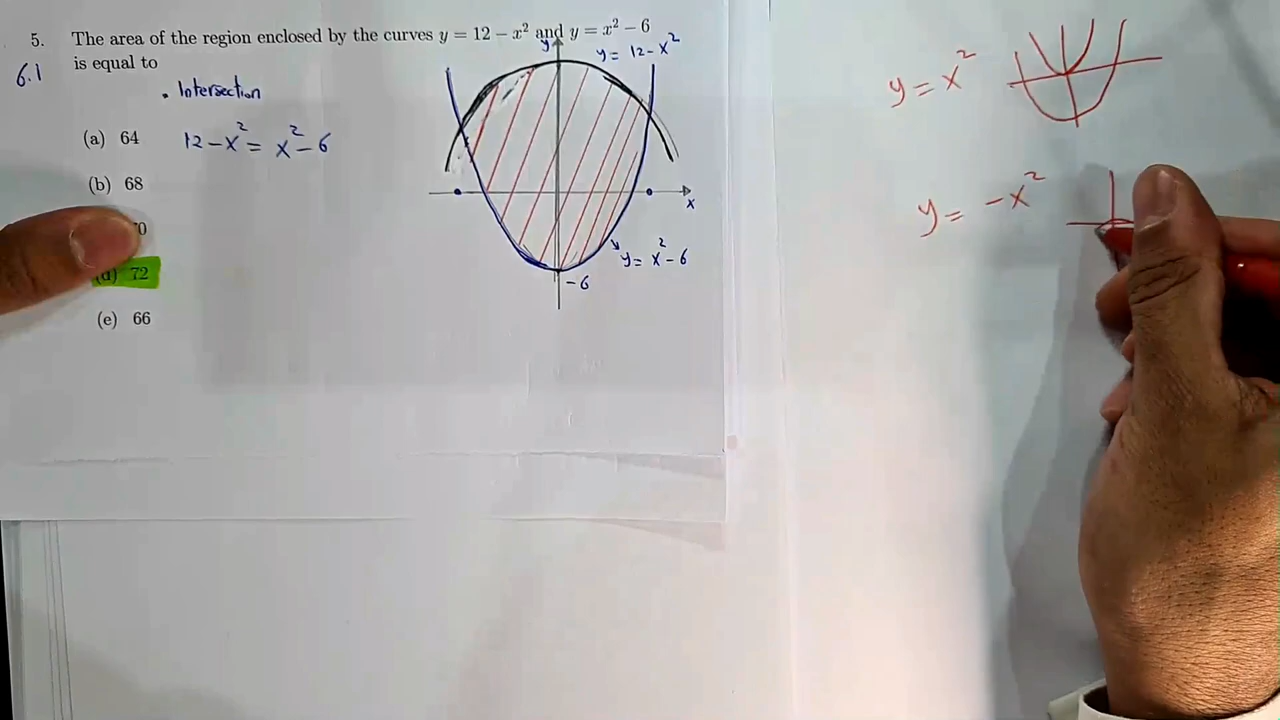 5. The area of the region enclosed by the curves y = 12 − x² and y = x² − 6
is equal to
6.1
. Intersection
12 − x² = x² − 6
(a) 64
(b) 68
0
(d) 72
(e) 66
y
y = 12 − x²
x
y = x² − 6
−6
y = x²
y = −x²